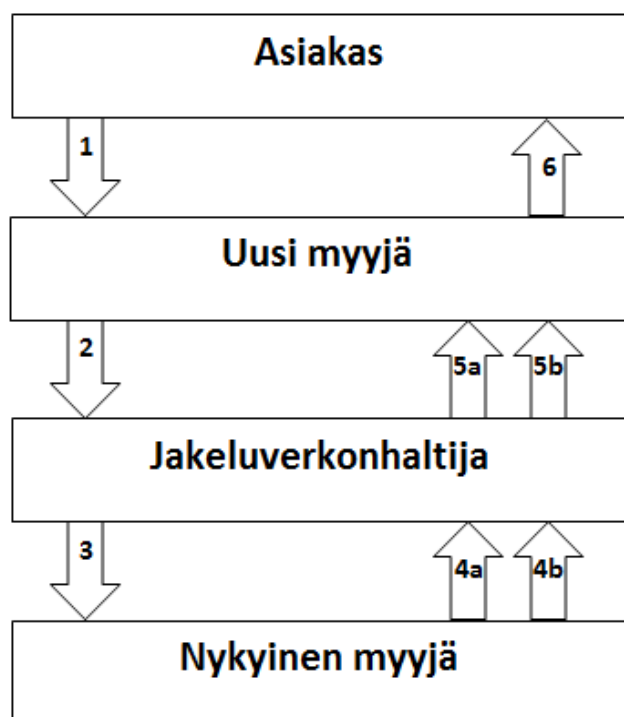 Asiakas
1
6
Uusi myyjä
2
5a
5b
Jakeluverkonhaltija
3
4a
4b
Nykyinen myyjä